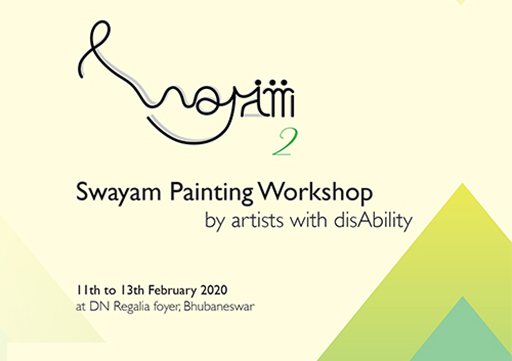 Swayam
2
Swayam Painting Workshop
by artists with disAbility
11th to 13th February 2020
at DN Regalia foyer, Bhubaneswar